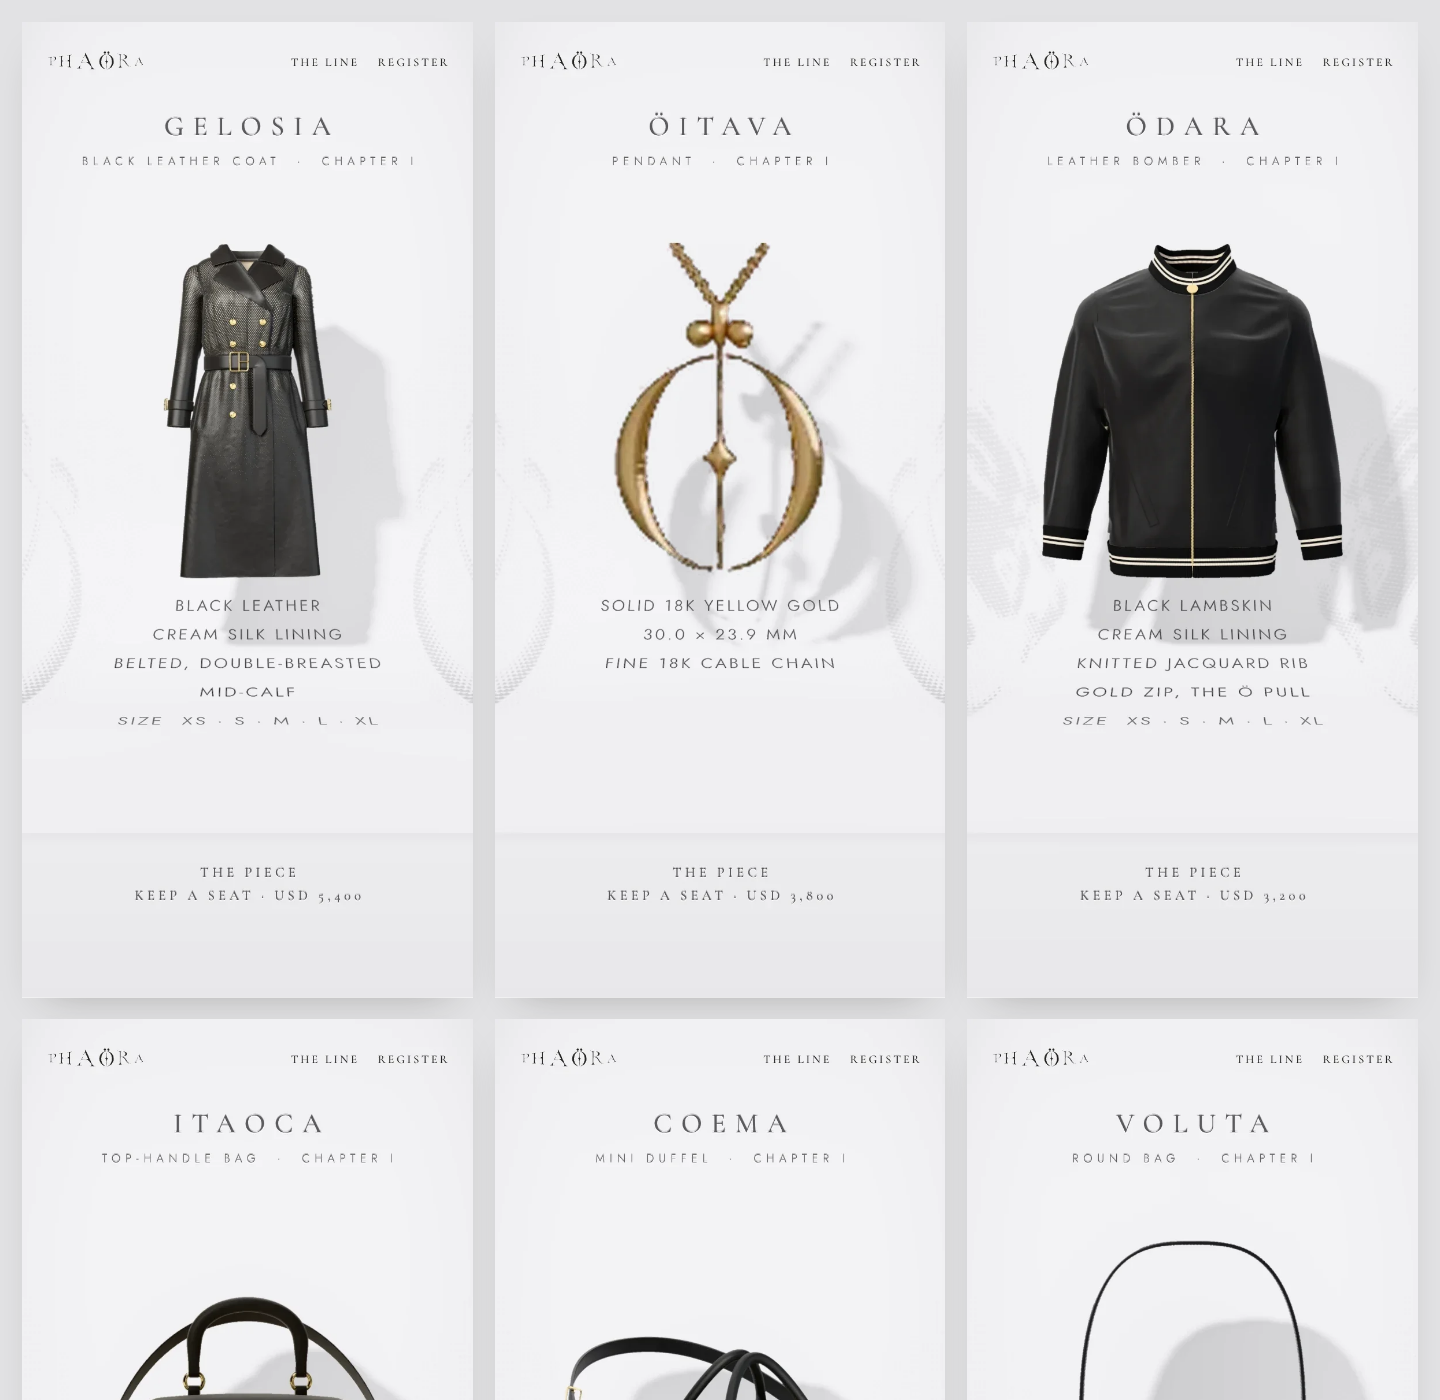 PHAÖRA THE LINE REGISTER
GELOSIA
BLACK LEATHER COAT · CHAPTER I
BLACK LEATHER
CREAM SILK LINING
BELTED, DOUBLE-BREASTED
MID-CALF
SIZE XS · S · M · L · XL
THE PIECE
KEEP A SEAT · USD 5,400
PHAÖRA THE LINE REGISTER
ÖITAVA
PENDANT · CHAPTER I
SOLID 18K YELLOW GOLD
30.0 × 23.9 MM
FINE 18K CABLE CHAIN
THE PIECE
KEEP A SEAT · USD 3,800
PHAÖRA THE LINE REGISTER
ÖDARA
LEATHER BOMBER · CHAPTER I
BLACK LAMBSKIN
CREAM SILK LINING
KNITTED JACQUARD RIB
GOLD ZIP, THE Ö PULL
SIZE XS · S · M · L · XL
THE PIECE
KEEP A SEAT · USD 3,200
PHAÖRA THE LINE REGISTER
ITAOCA
TOP-HANDLE BAG · CHAPTER I
PHAÖRA THE LINE REGISTER
COEMA
MINI DUFFEL · CHAPTER I
PHAÖRA THE LINE REGISTER
VOLUTA
ROUND BAG · CHAPTER I